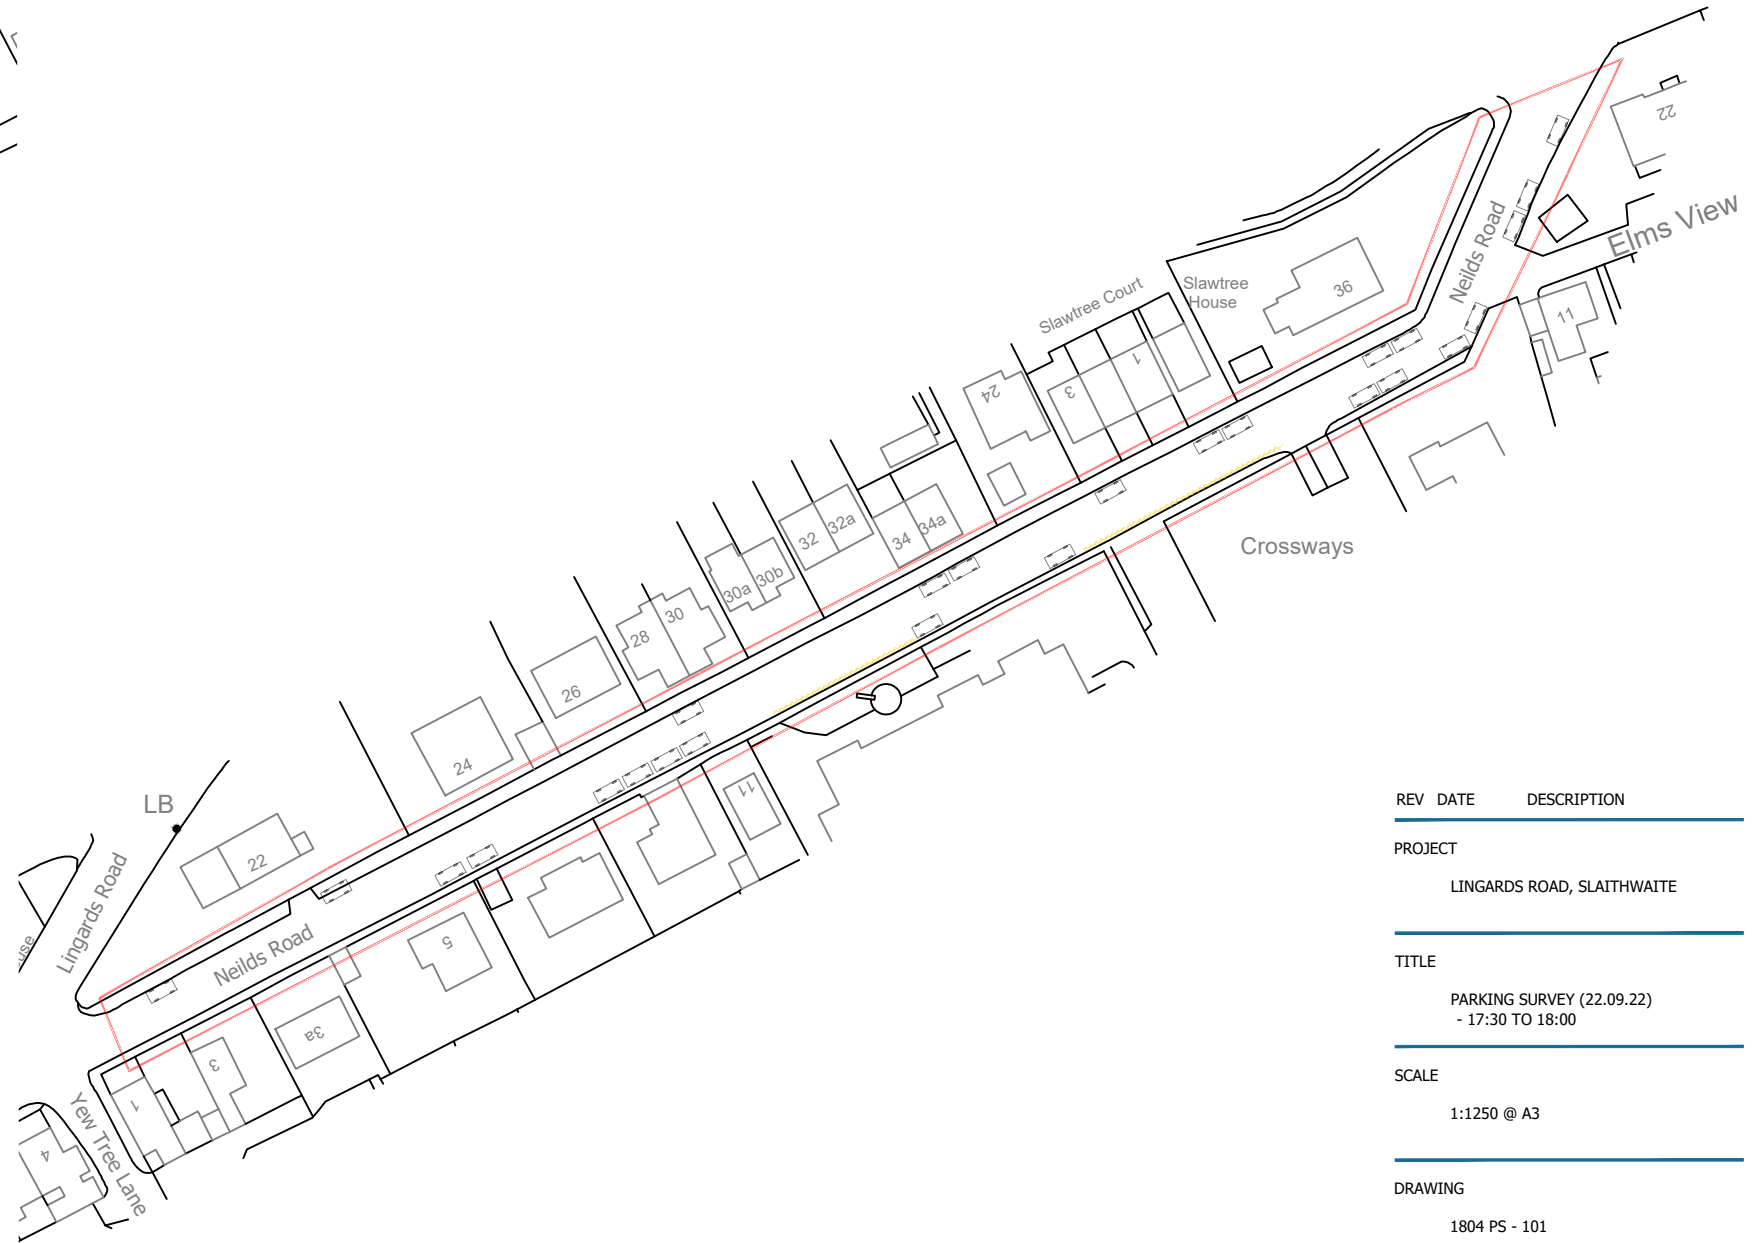 22
Elms View
Neilds Road
11
36
Slawtree
House
Slawtree Court
1
3
24
Crossways
34a
34
32a
32
30b
30a
30
28
26
24
LB
22
Lingards Road
use
Neilds Road
11
5
3a
3
1
Yew Tree Lane
4
REV DATE DESCRIPTION
PROJECT
LINGARDS ROAD, SLAITHWAITE
TITLE
PARKING SURVEY (22.09.22)
- 17:30 TO 18:00
SCALE
1:1250 @ A3
DRAWING
1804 PS - 101